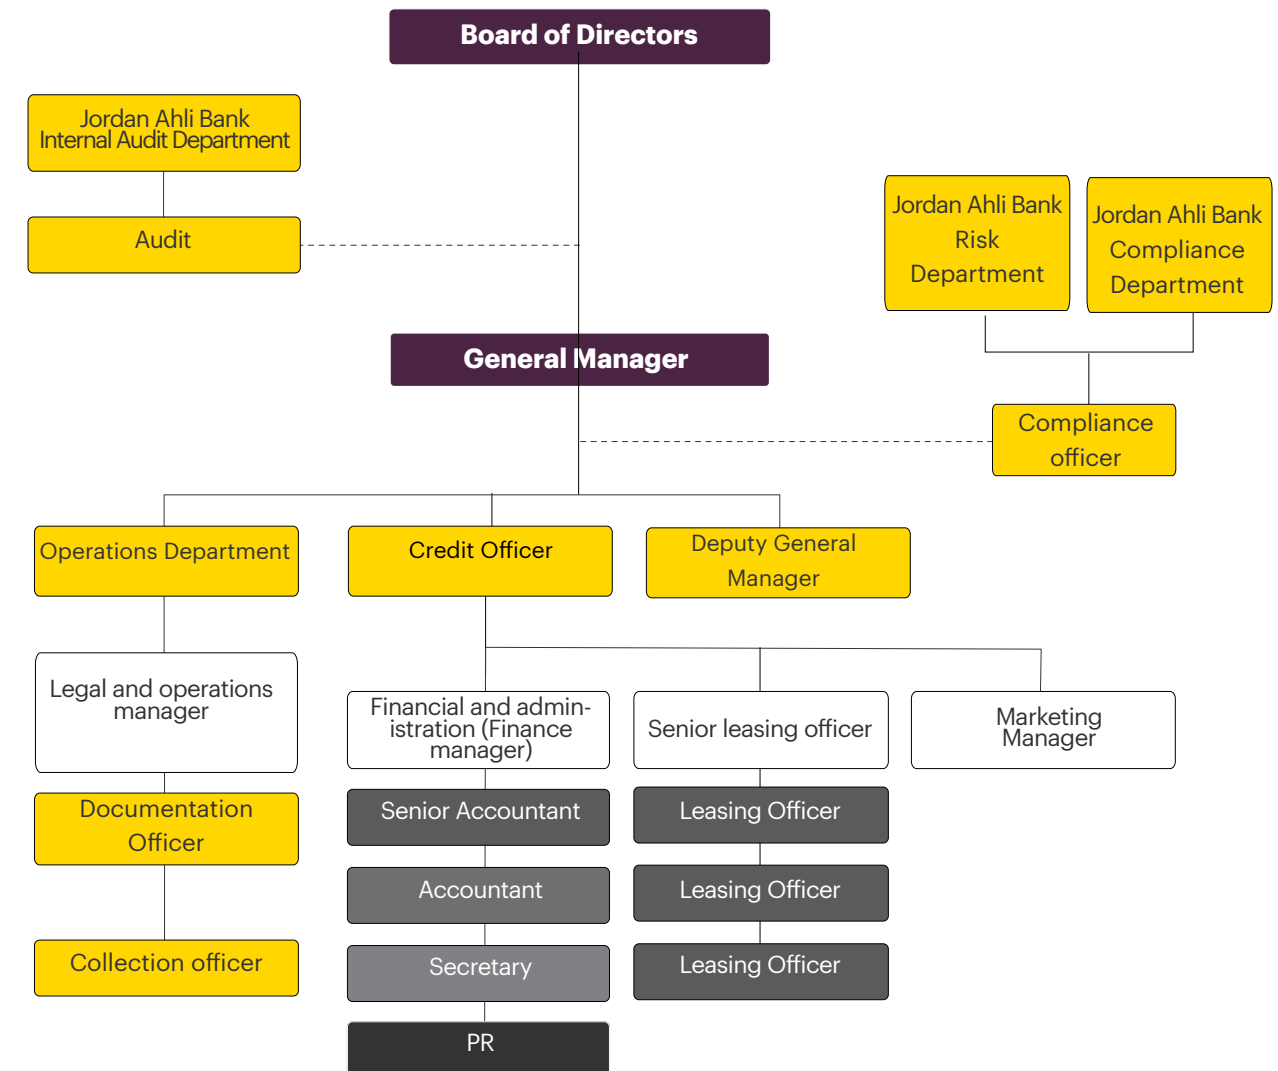 Board of Directors
Jordan Ahli Bank
Internal Audit Department
Audit
Jordan Ahli Bank
Risk
Department
Jordan Ahli Bank
Compliance
Department
General Manager
Compliance
officer
Operations Department
Credit Officer
Deputy General
Manager
Legal and operations
manager
Financial and admin-
istration (Finance
manager)
Senior leasing officer
Marketing
Manager
Documentation
Officer
Senior Accountant
Leasing Officer
Accountant
Leasing Officer
Collection officer
Secretary
Leasing Officer
PR